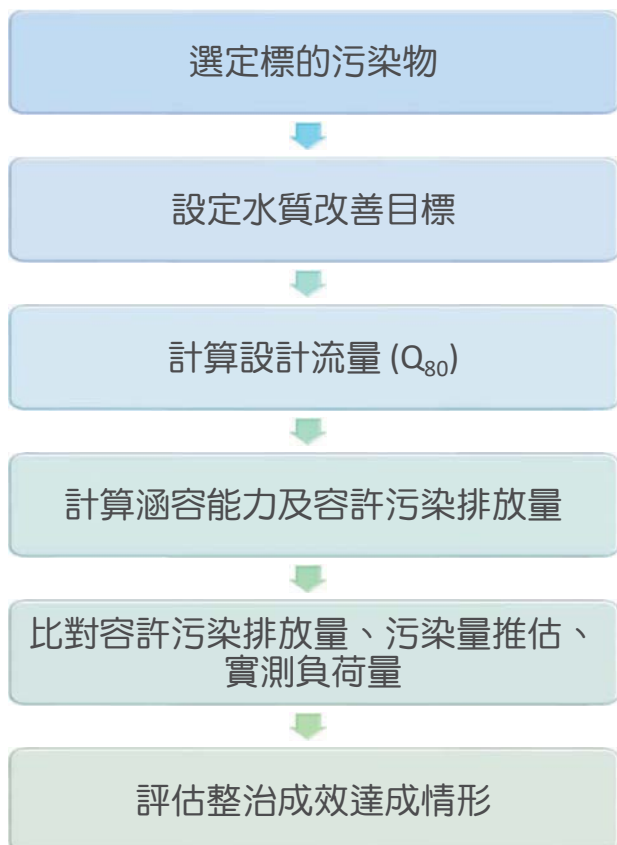 選定標的污染物
設定水質改善目標
計算設計流量 (Q₈₀)
計算涵容能力及容許污染排放量
比對容許污染排放量、污染量推估、
實測負荷量
評估整治成效達成情形